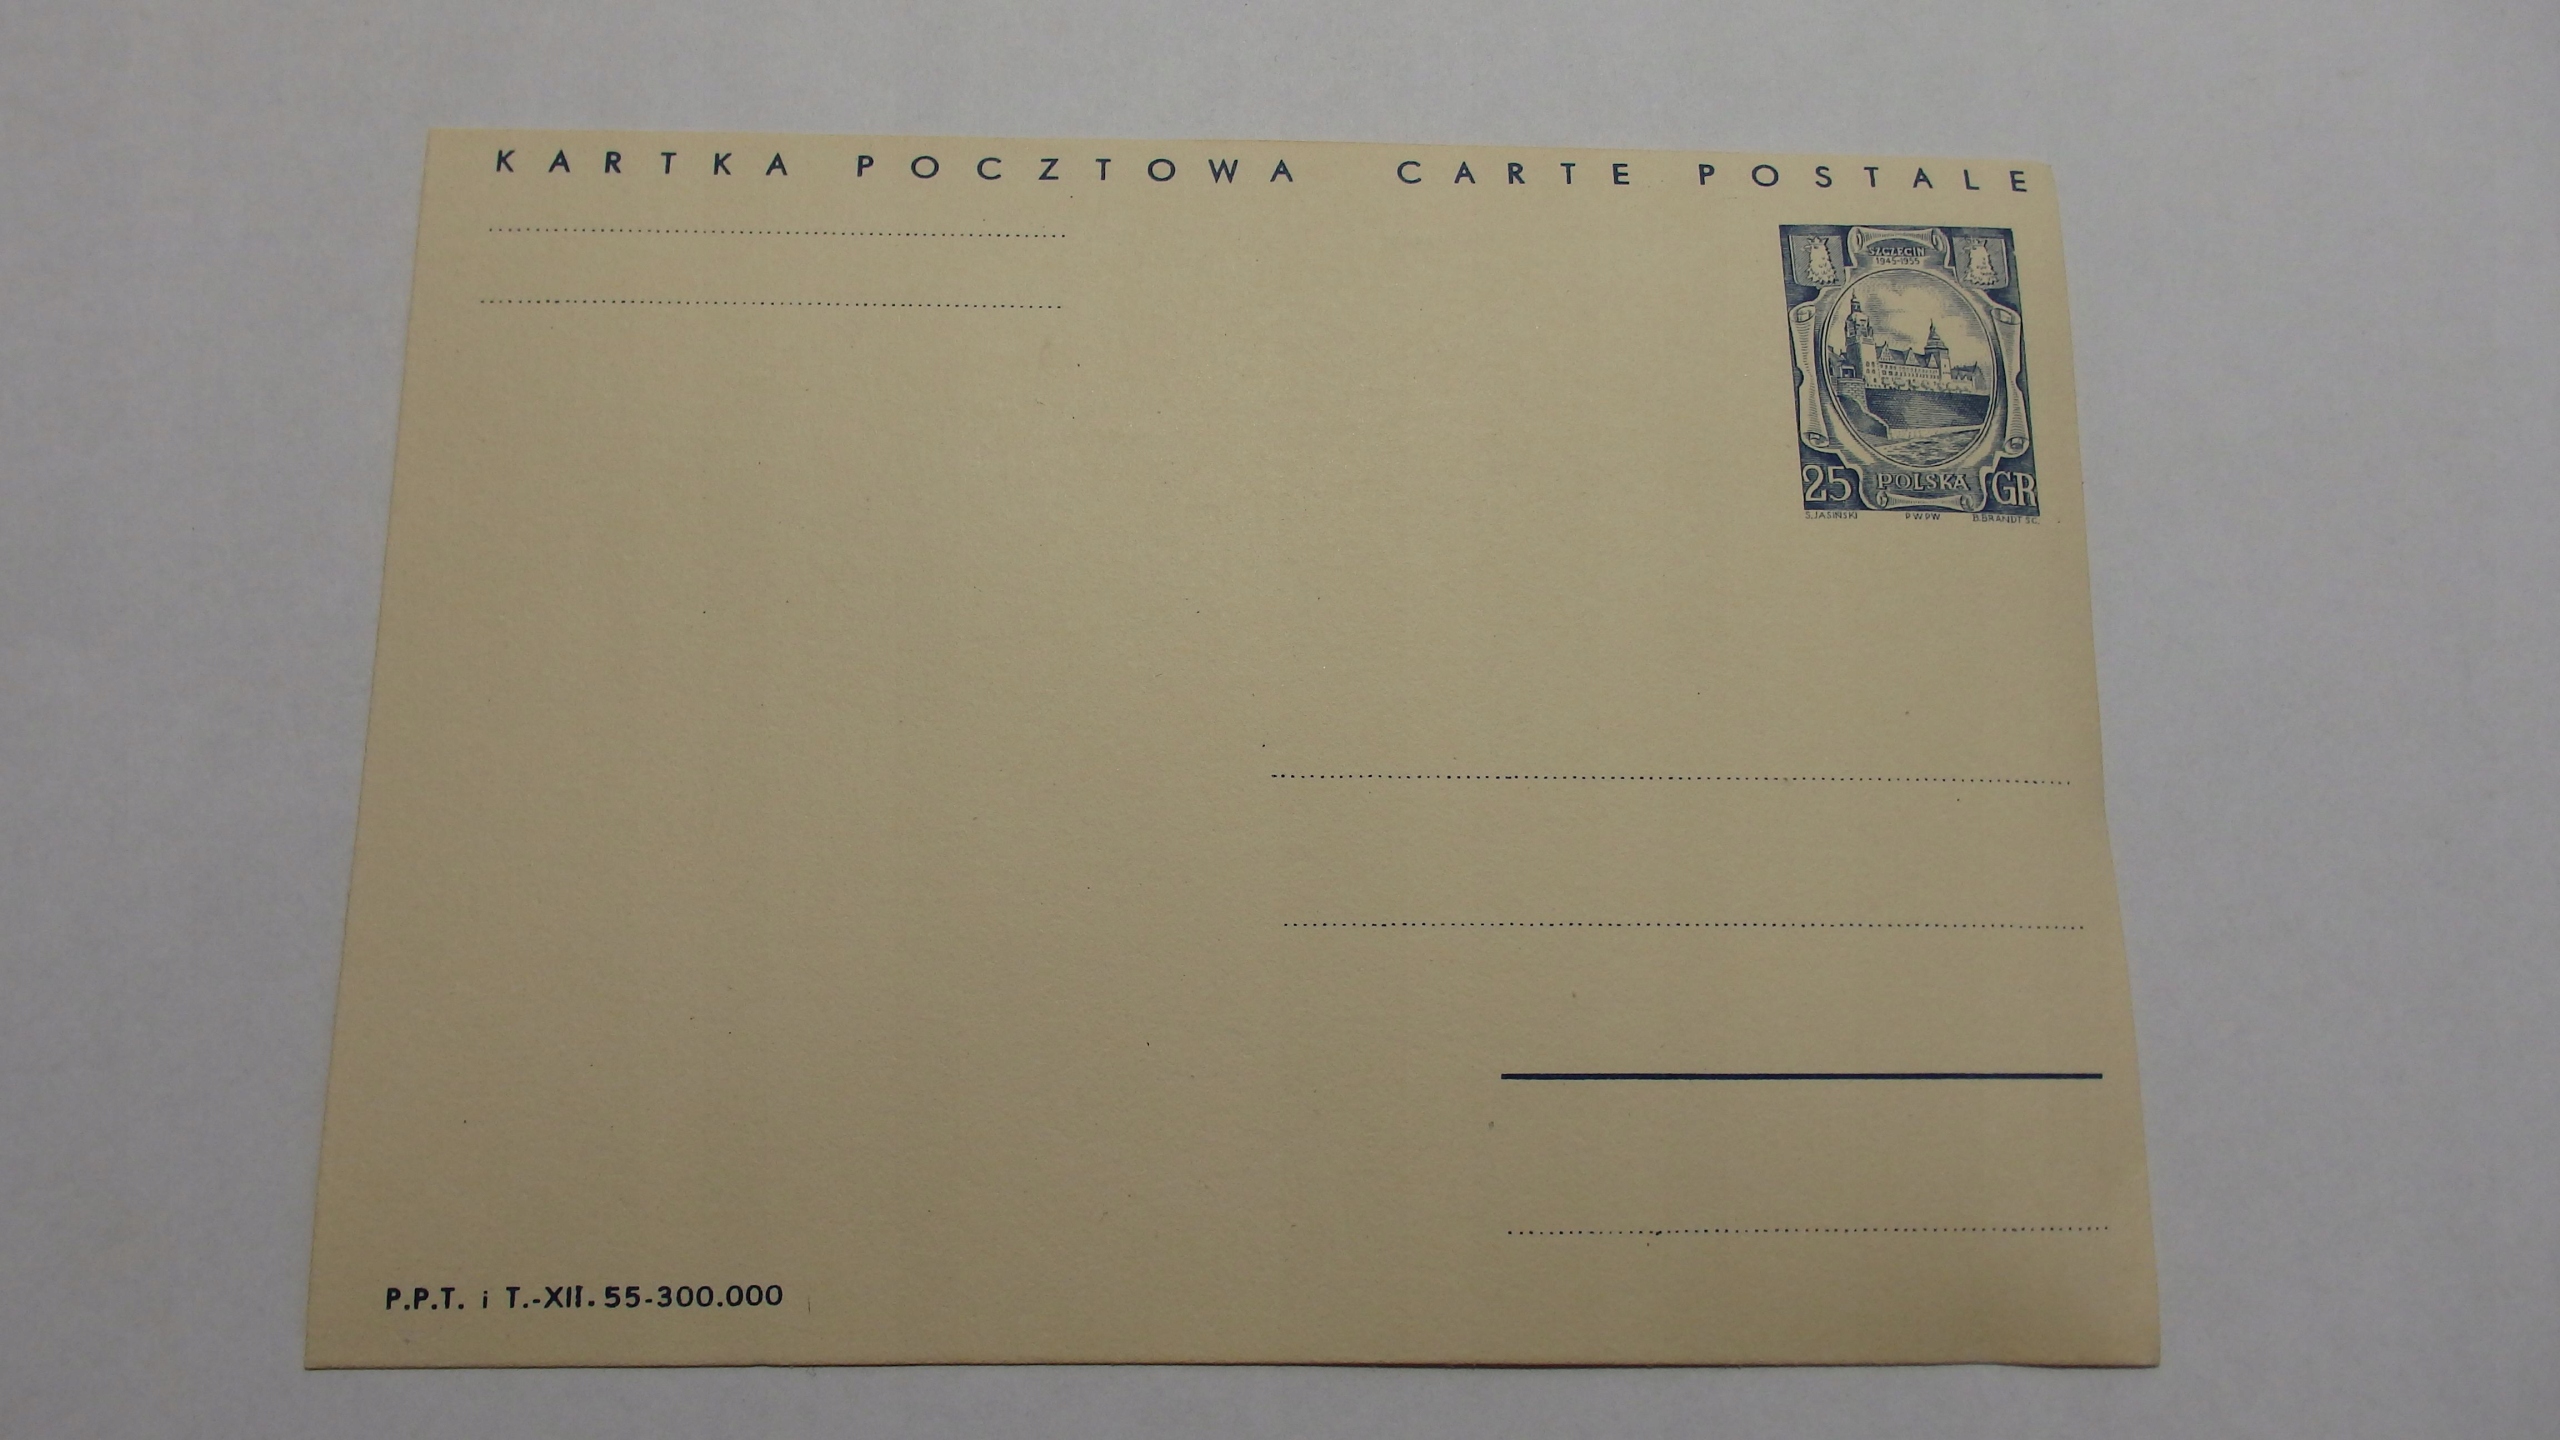 KARTKA POCZTOWA CARTE POSTALE
SZCZECIN
1945-1955
25 POLSKA GR
S.JASIŃSKI PWPW B.BRANDT SC.
P.P.T. i T.-XII.55-300.000